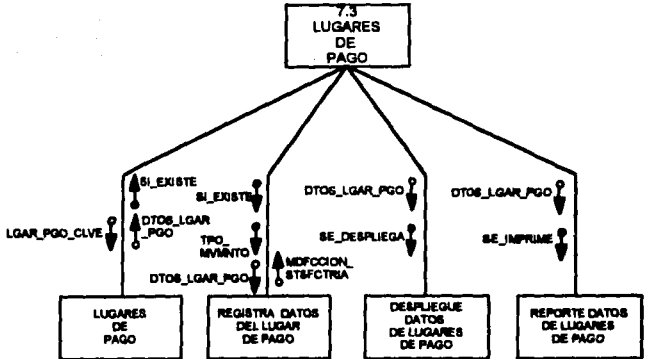 7.3
LUGARES
DE
PAGO
SI_EXISTE
LGAR_PGO_CLVE
DTOS_LGAR
_PGO
SI_EXISTE
TPO_
MVMNTO
DTOS_LGAR_PGO
MDFCCION_
STSFCTRIA
DTOS_LGAR_PGO
SE_DESPLIEGA
DTOS_LGAR_PGO
SE_IMPRIME
LUGARES
DE
PAGO
REGISTRA DATOS
DEL LUGAR
DE PAGO
DESPLIEGUE
DATOS
DE LUGARES
DE PAGO
REPORTE DATOS
DE LUGARES
DE PAGO